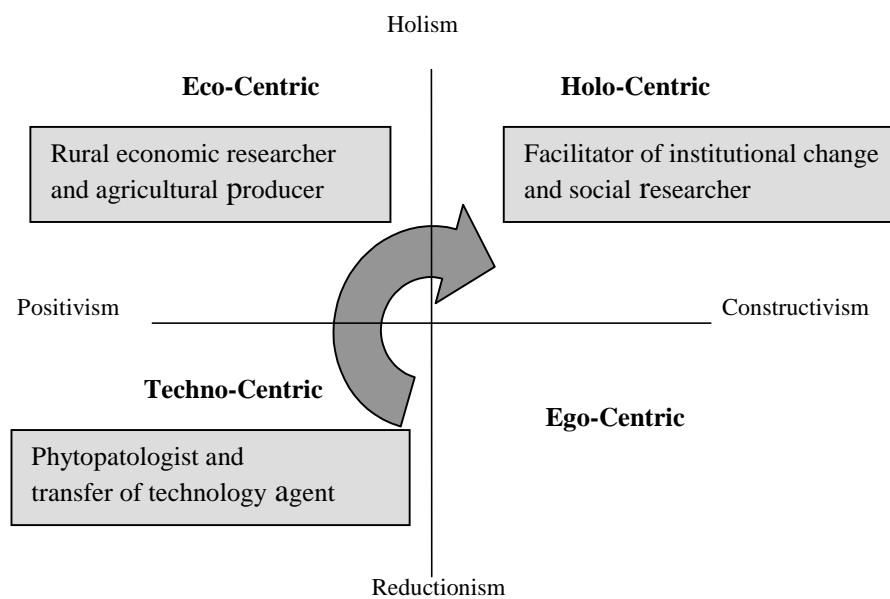 Holism
Eco-Centric
Holo-Centric
Rural economic researcher
and agricultural producer
Facilitator of institutional change
and social researcher
Positivism
Constructivism
Techno-Centric
Ego-Centric
Phytopatologist and
transfer of technology agent
Reductionism